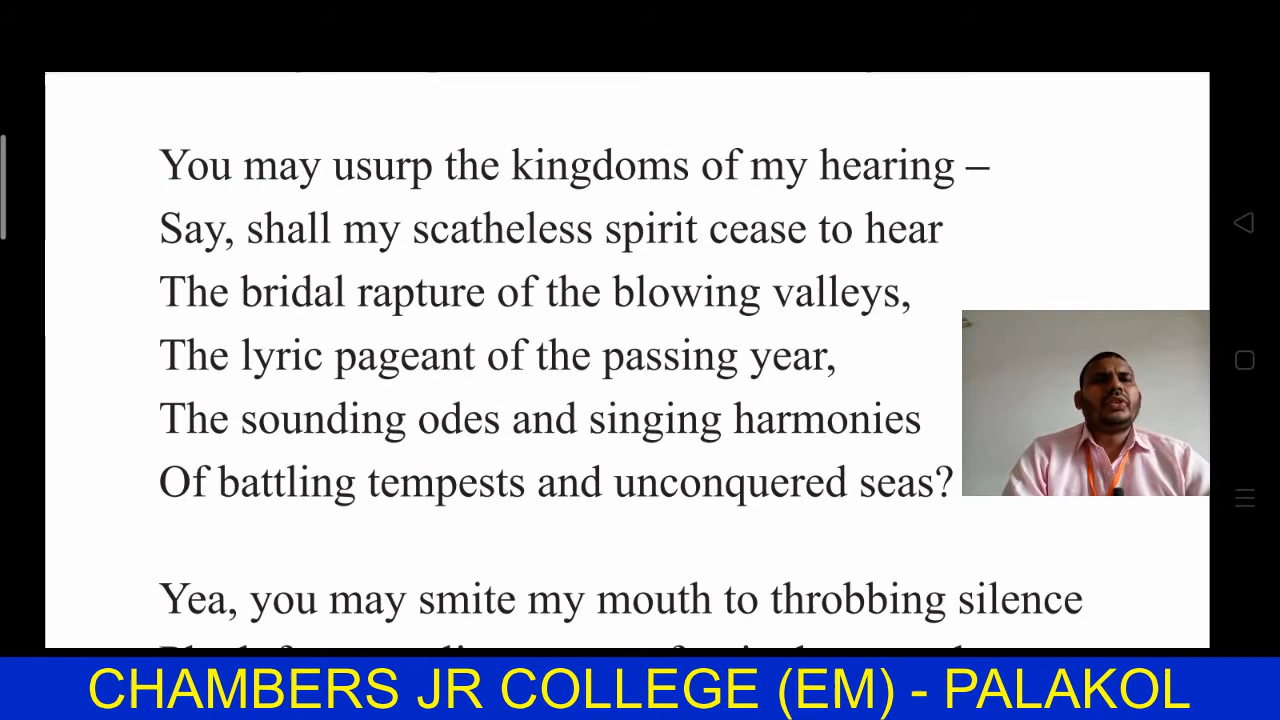 You may usurp the kingdoms of my hearing –
Say, shall my scatheless spirit cease to hear
The bridal rapture of the blowing valleys,
The lyric pageant of the passing year,
The sounding odes and singing harmonies
Of battling tempests and unconquered seas?
Yea, you may smite my mouth to throbbing silence
CHAMBERS JR COLLEGE (EM) - PALAKOL